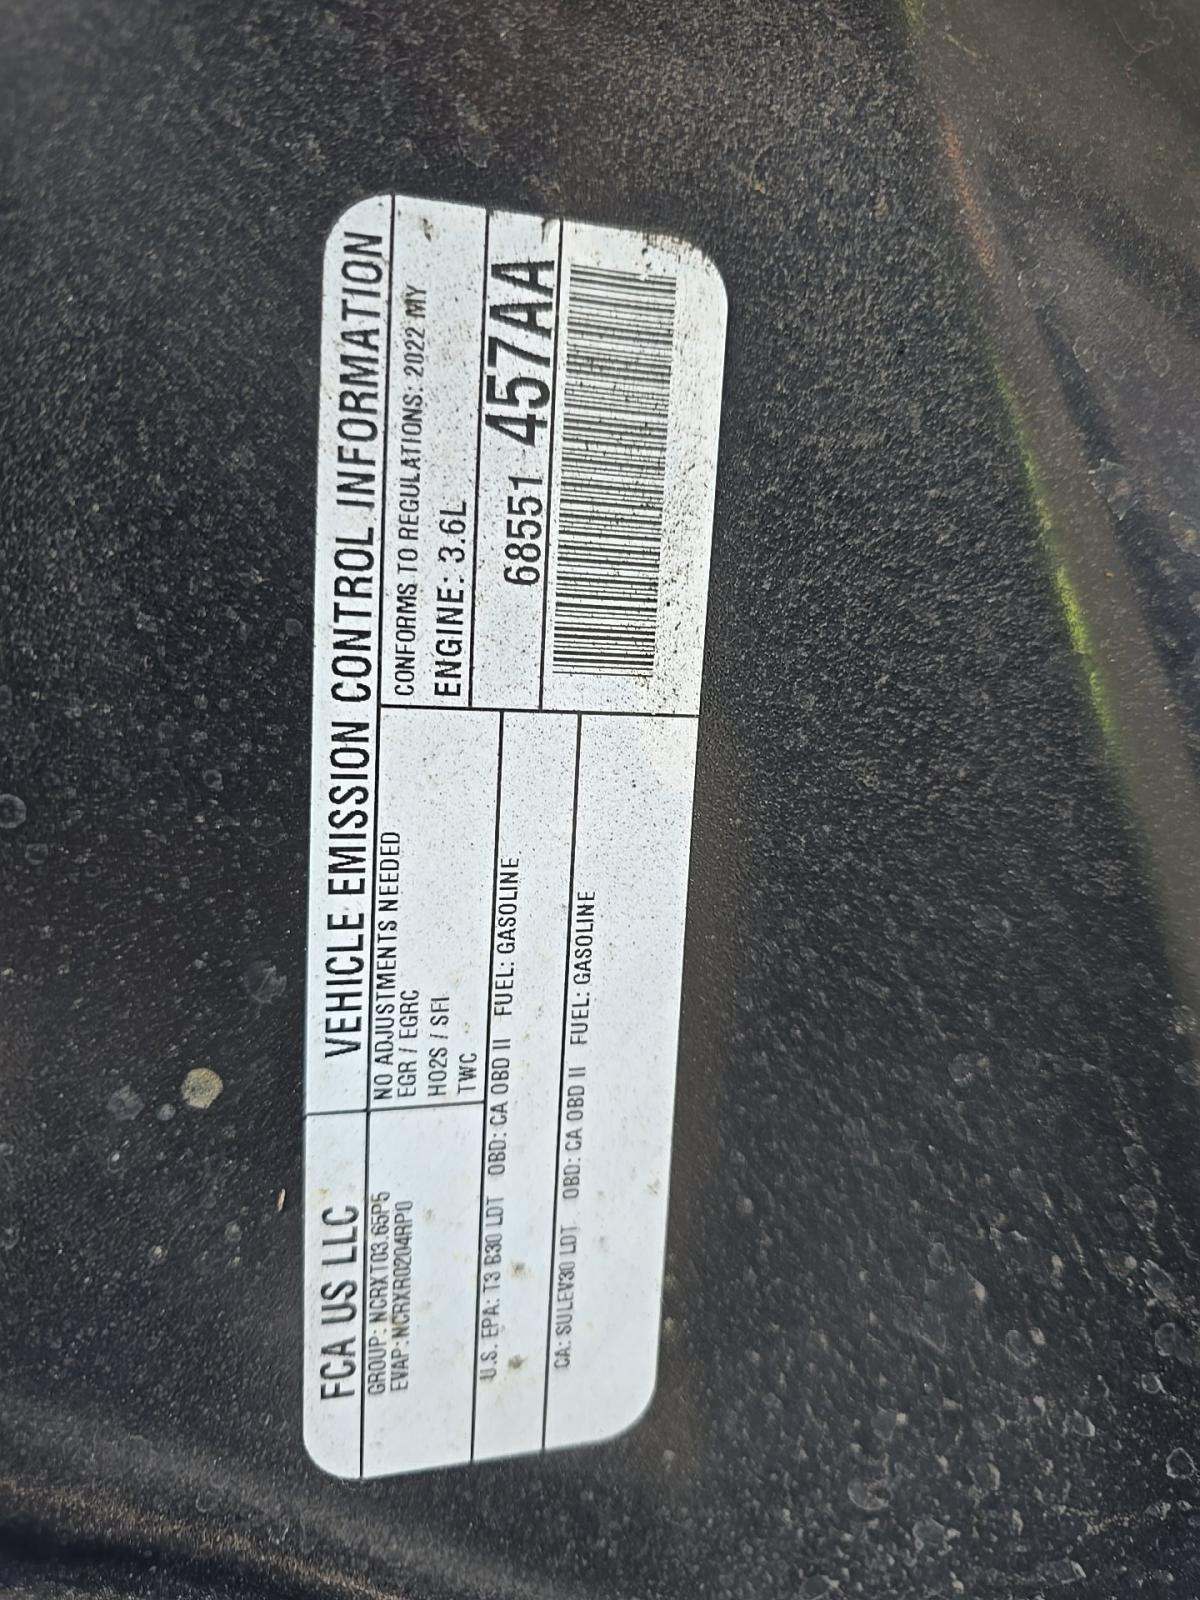 FCA US LLC VEHICLE EMISSION CONTROL INFORMATION
GROUP: NCRXT03.65P5
EVAP: NCRXR0204RP0
NO ADJUSTMENTS NEEDED
EGR / EGRC
HO2S / SFI
TWC
CONFORMS TO REGULATIONS: 2022 MY
ENGINE: 3.6L
68551 457AA
U.S. EPA: T3 B30 LDT OBD: CA OBD II FUEL: GASOLINE
CA: SULEV30 LDT OBD: CA OBD II FUEL: GASOLINE